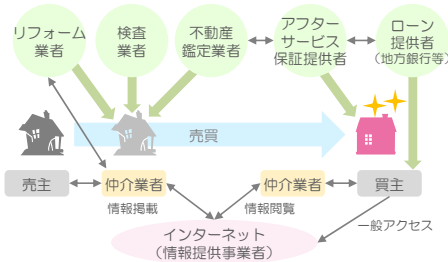 リフォーム
業者
検査
業者
不動産
鑑定業者
アフター
サービス
保証提供者
ローン
提供者
（地方銀行等）
売買
売主
仲介業者
仲介業者
買主
情報掲載
情報閲覧
一般アクセス
インターネット
（情報提供事業者）